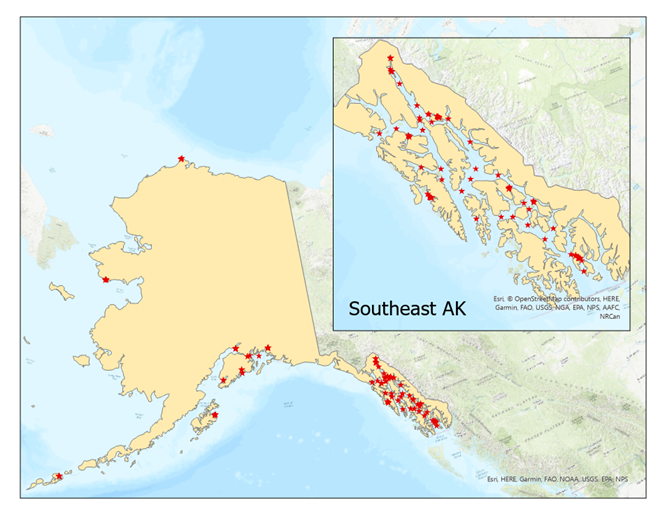 Southeast AK
Esri, © OpenStreetMap contributors, HERE,
Garmin, FAO, USGS, NGA, EPA, NPS, AAFC,
NRCan
Esri, HERE, Garmin, FAO, NOAA, USGS, EPA, NPS